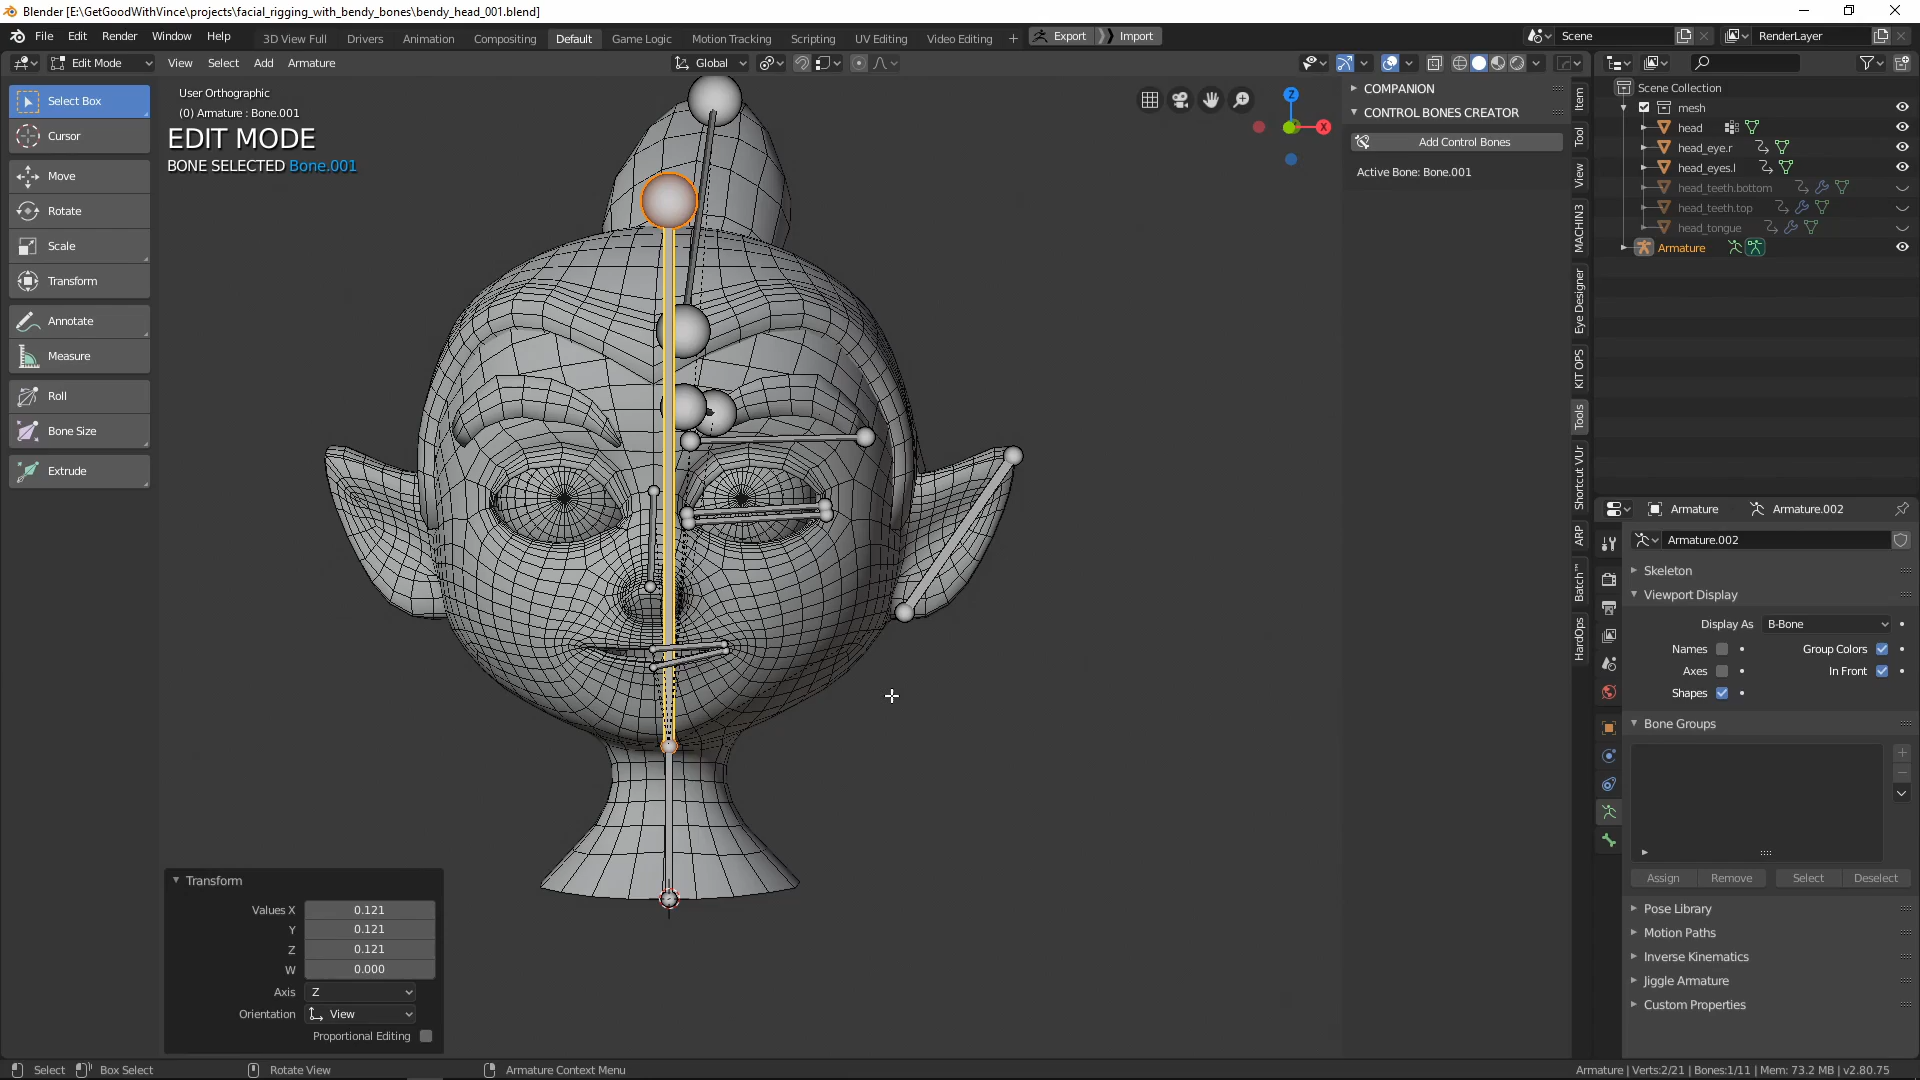 Blender [E:\GetGoodWithVince\projects\facial_rigging_with_bendy_bones\bendy_head_001.blend]
File Edit Render Window Help
3D View Full Drivers Animation Compositing Default Game Logic Motion Tracking Scripting UV Editing Video Editing + Export Import
Scene RenderLayer
Edit Mode View Select Add Armature
Global
Select Box
Cursor
Move
Rotate
Scale
Transform
Annotate
Measure
Roll
Bone Size
Extrude
User Orthographic
(0) Armature : Bone.001
EDIT MODE
BONE SELECTED Bone.001
Z
X
COMPANION
CONTROL BONES CREATOR
Add Control Bones
Active Bone: Bone.001
Item
Tool
View
MACHIN3
Eye Designer
KIT OPS
Tools
Shortcut VUr
ARP
Batch™
HardOps
Scene Collection
mesh
head
head_eye.r
head_eyes.l
head_teeth.bottom
head_teeth.top
head_tongue
Armature
Armature Armature.002
Armature.002
Skeleton
Viewport Display
Display As B-Bone
Names Group Colors
Axes In Front
Shapes
Bone Groups
Assign Remove Select Deselect
Pose Library
Motion Paths
Inverse Kinematics
Jiggle Armature
Custom Properties
Transform
Values X 0.121
Y 0.121
Z 0.121
W 0.000
Axis Z
Orientation View
Proportional Editing
Select Box Select Rotate View Armature Context Menu
Armature | Verts:2/21 | Bones:1/11 | Mem: 73.2 MB | v2.80.75